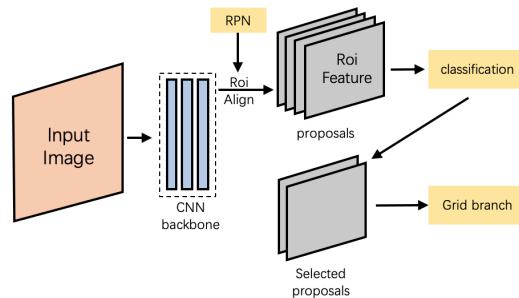 RPN
Roi
Align
Roi
Feature
classification
proposals
Input
Image
CNN
backbone
Grid branch
Selected
proposals